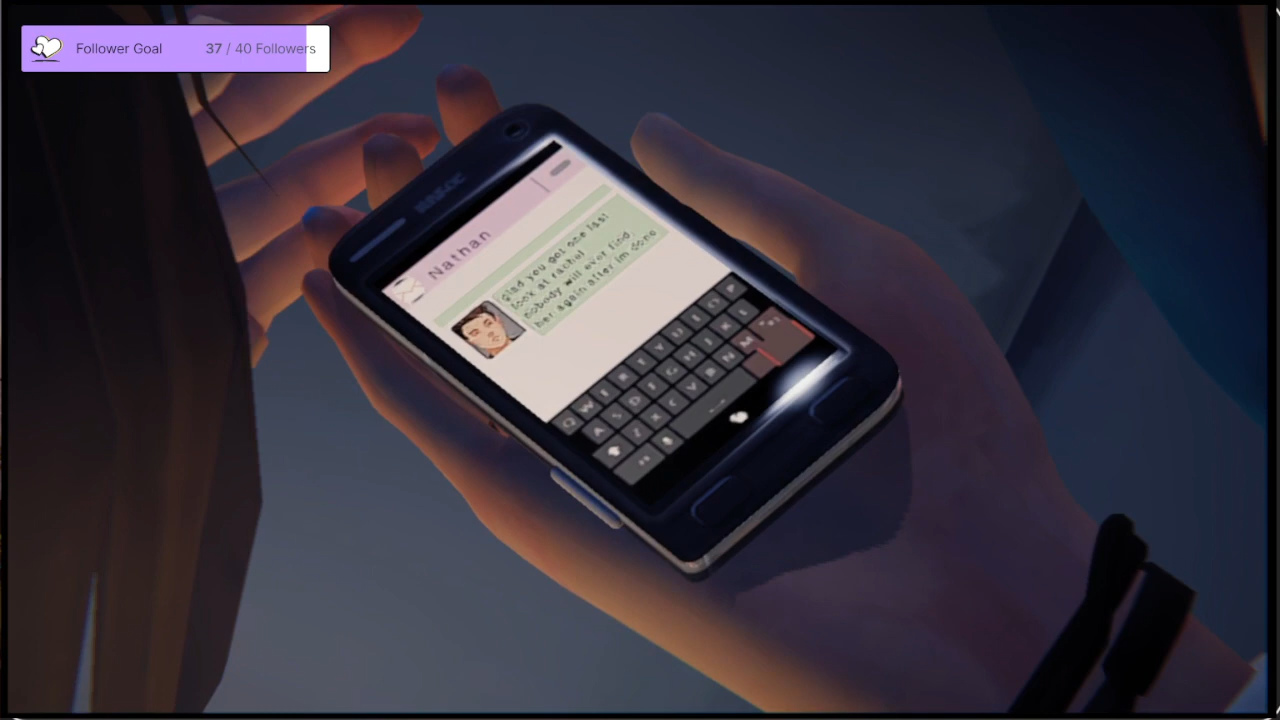 Follower Goal 37 / 40 Followers
Nathan
glad you got one last
look at rachel
nobody will ever find
her again after im done